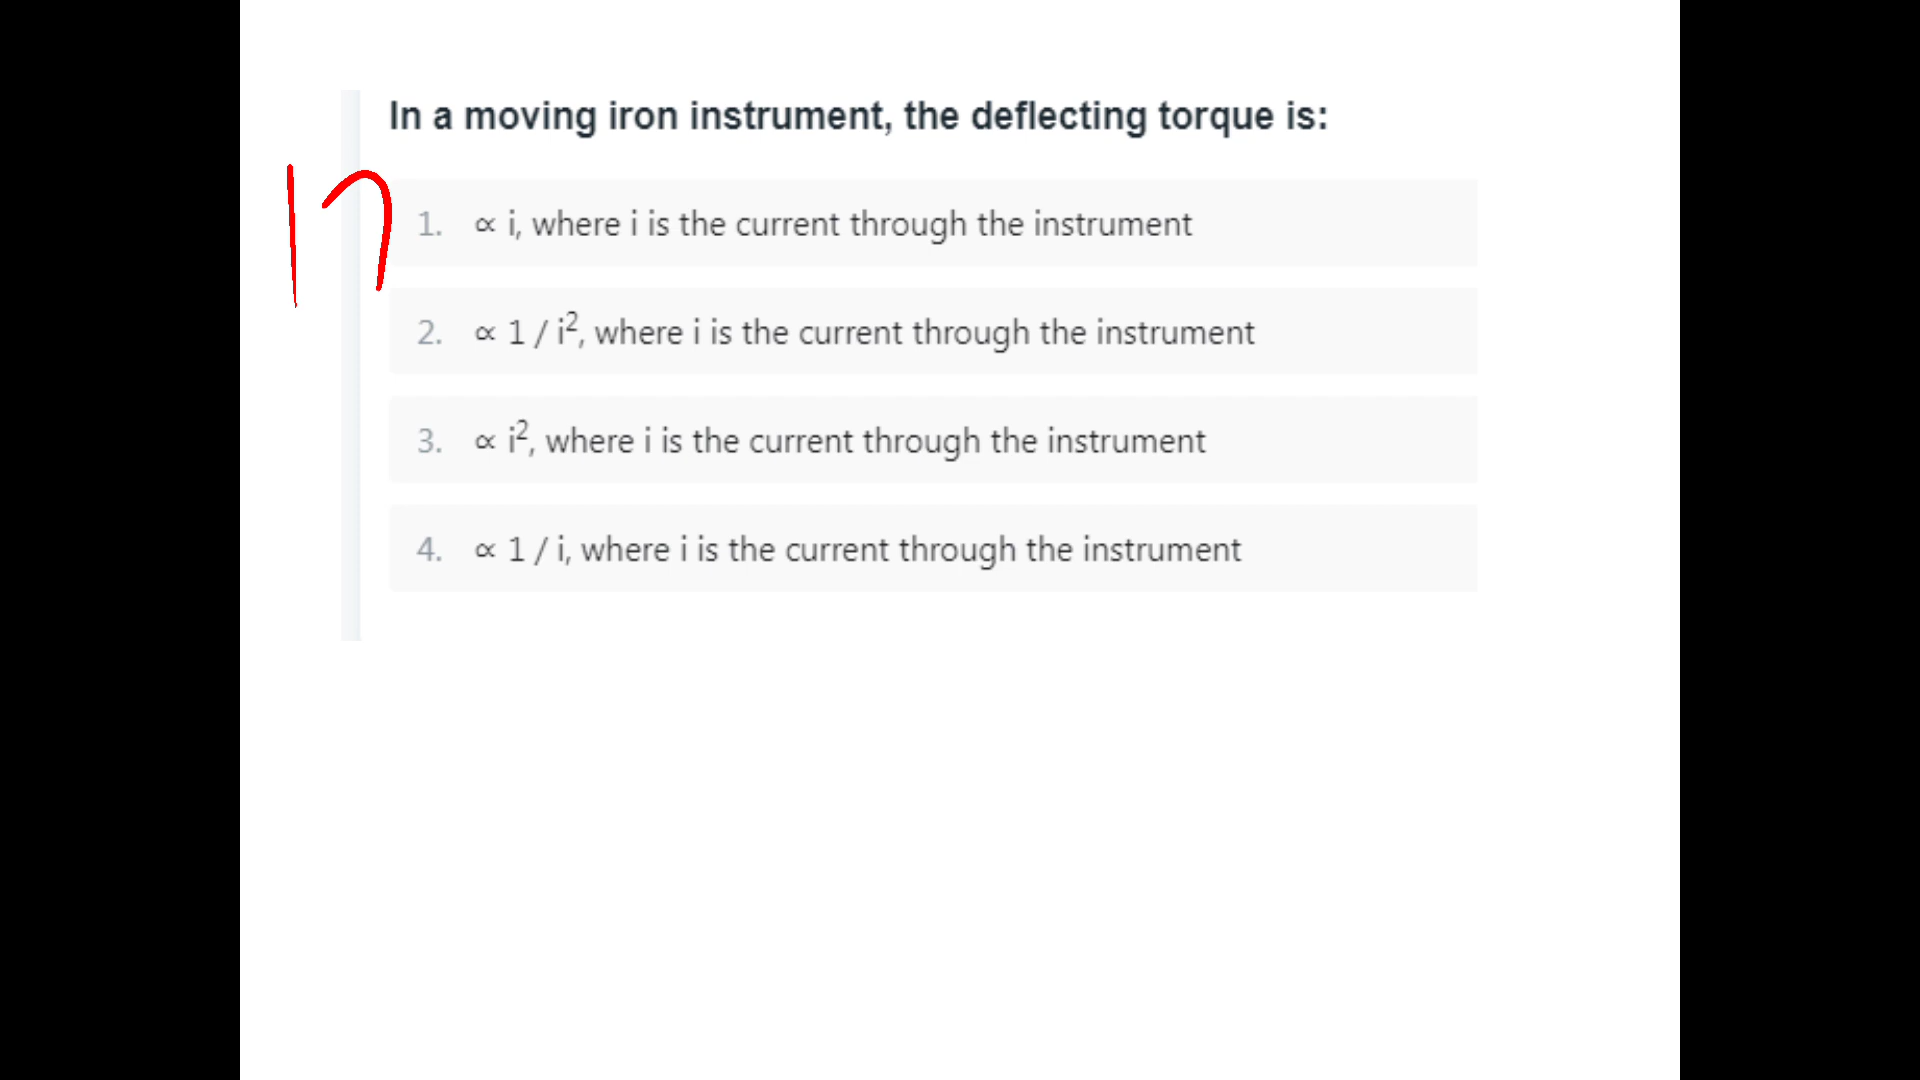 In a moving iron instrument, the deflecting torque is:
17
1. ∝ i, where i is the current through the instrument
2. ∝ 1 / i², where i is the current through the instrument
3. ∝ i², where i is the current through the instrument
4. ∝ 1 / i, where i is the current through the instrument